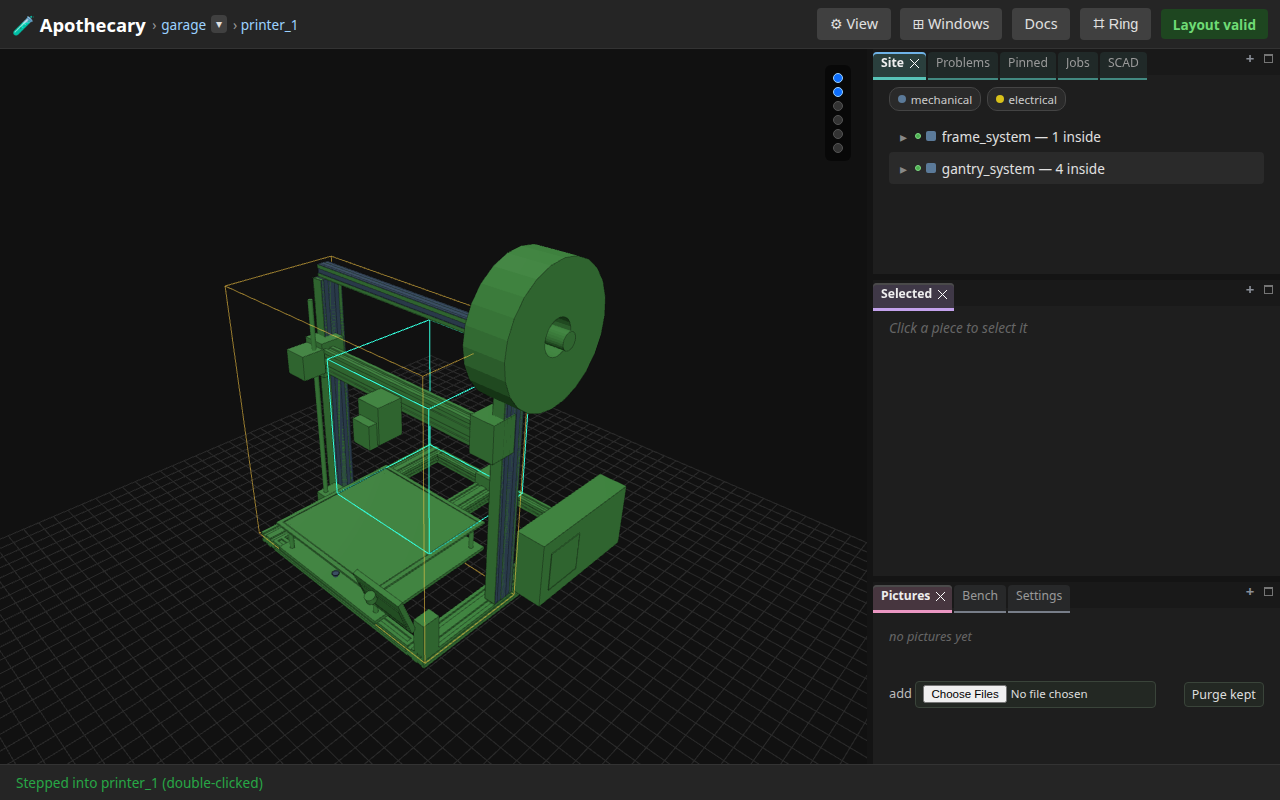 🧪 Apothecary › garage ▾ › printer_1
⚙ View
⊞ Windows
Docs
⌗ Ring
Layout valid
Site
Problems
Pinned
Jobs
SCAD
mechanical
electrical
frame_system — 1 inside
gantry_system — 4 inside
Selected
Click a piece to select it
Pictures
Bench
Settings
no pictures yet
add Choose Files No file chosen
Purge kept
Stepped into printer_1 (double-clicked)